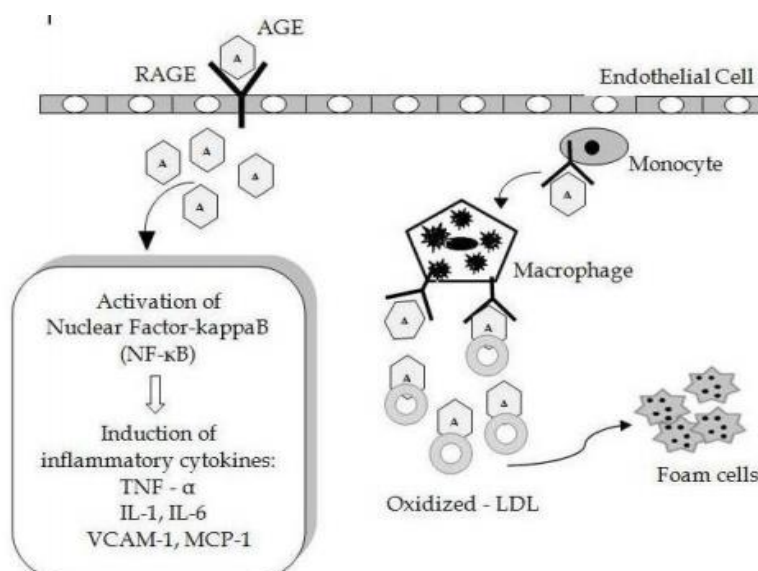 AGE
RAGE
Endothelial Cell
Monocyte
Macrophage
Activation of
Nuclear Factor-kappaB
(NF-κB)
Induction of
inflammatory cytokines:
TNF - α
IL-1, IL-6
VCAM-1, MCP-1
Oxidized - LDL
Foam cells
A
A
A
A
A
A
A
A
A
A
A